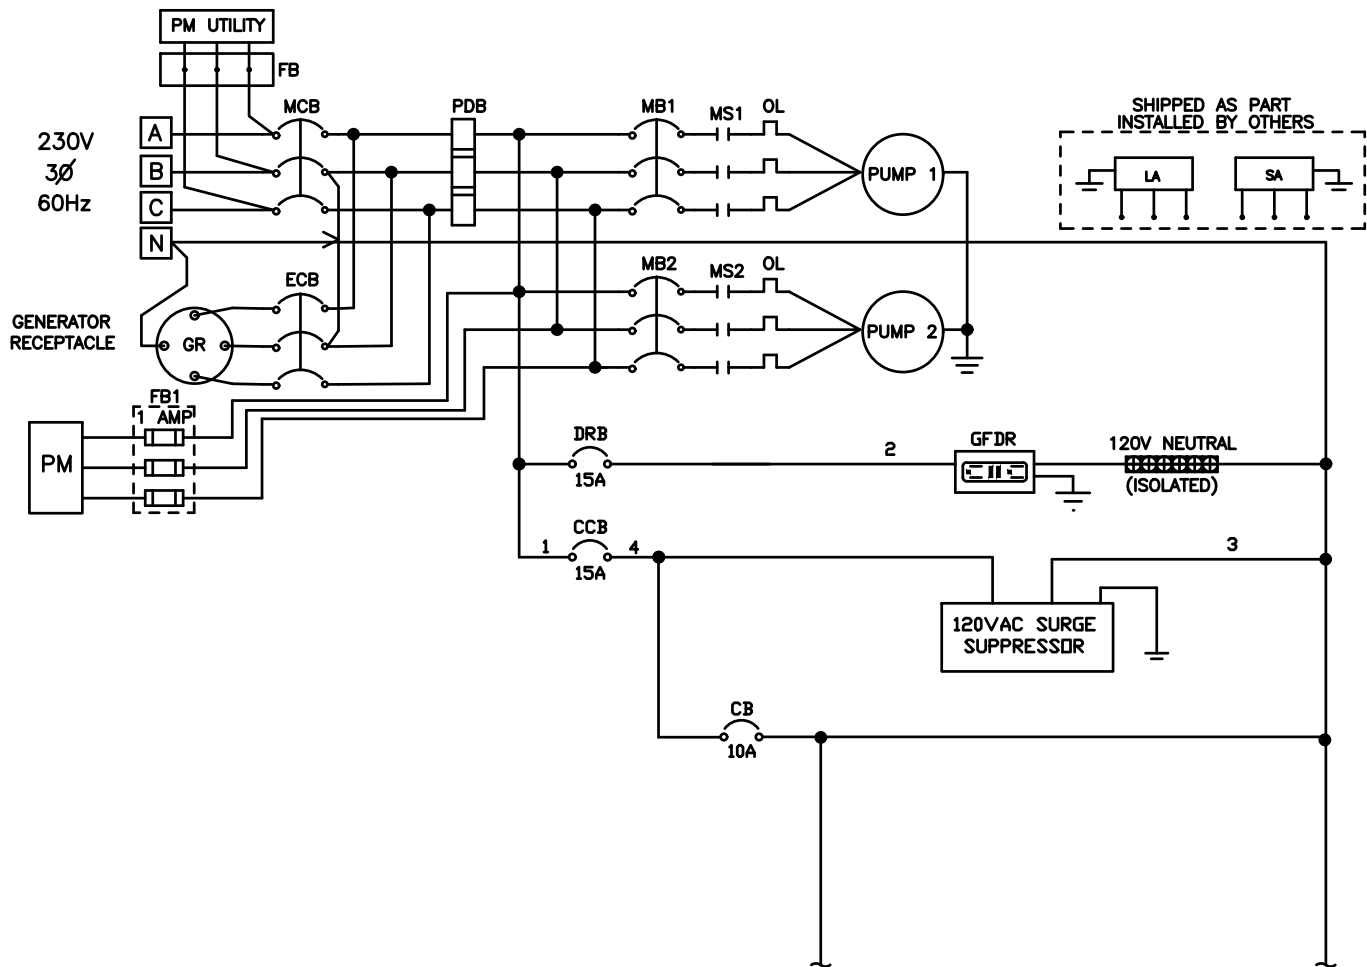 PM UTILITY
FB
MCB
PDB
MB1
MS1
OL
SHIPPED AS PART
INSTALLED BY OTHERS
230V
3Ø
60Hz
A
B
C
N
PUMP 1
LA
SA
ECB
MB2
MS2
OL
GENERATOR
RECEPTACLE
GR
PUMP 2
FB1
1 AMP
PM
DRB
15A
2
GFDR
120V NEUTRAL
(ISOLATED)
1
CCB
15A
4
3
120VAC SURGE
SUPPRESSOR
CB
10A